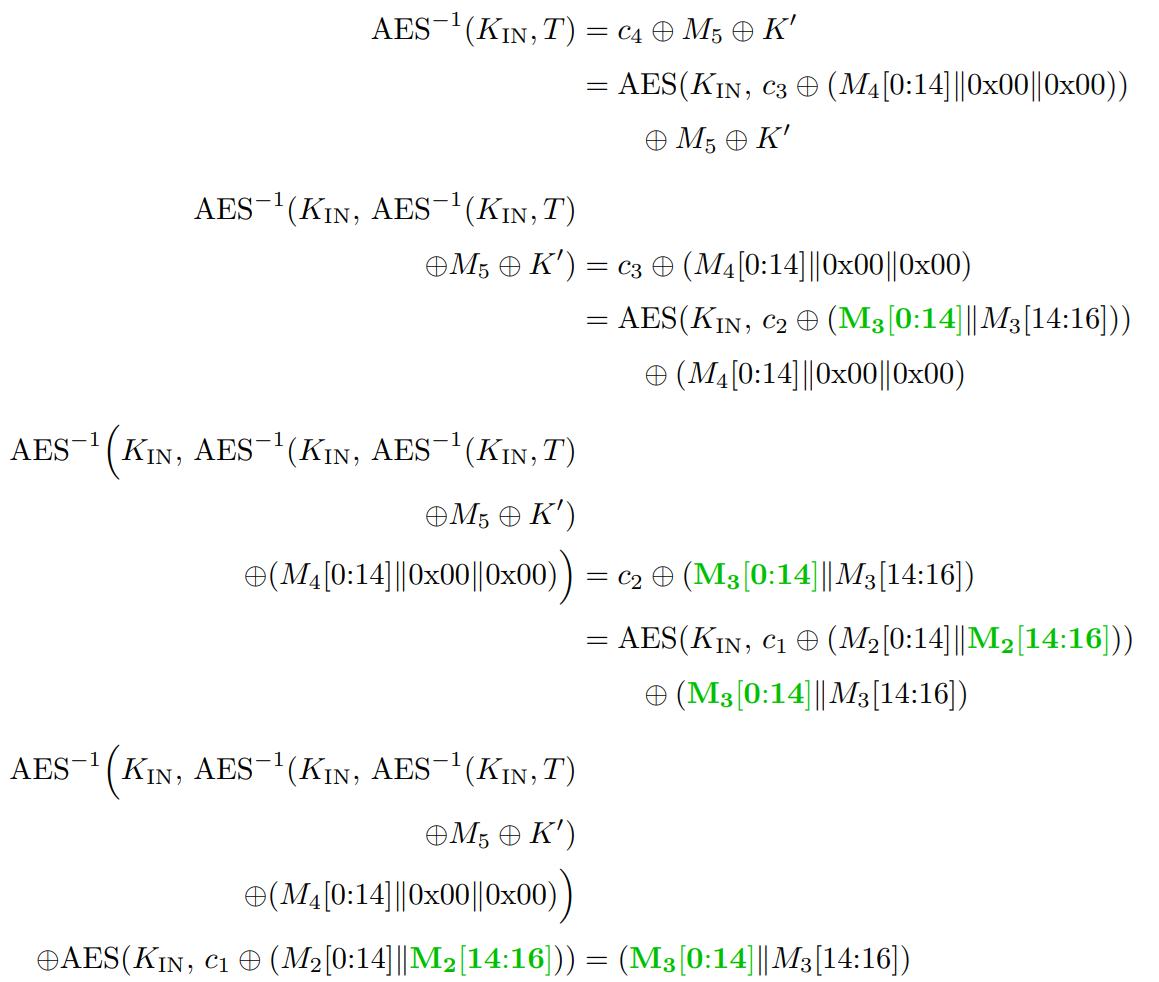 AES⁻¹(K_IN, T) = c₄ ⊕ M₅ ⊕ K′
= AES(K_IN, c₃ ⊕ (M₄[0:14]∥0x00∥0x00))
⊕ M₅ ⊕ K′
AES⁻¹(K_IN, AES⁻¹(K_IN, T)
⊕M₅ ⊕ K′) = c₃ ⊕ (M₄[0:14]∥0x00∥0x00)
= AES(K_IN, c₂ ⊕ (M₃[0:14]∥M₃[14:16]))
⊕ (M₄[0:14]∥0x00∥0x00)
AES⁻¹(K_IN, AES⁻¹(K_IN, AES⁻¹(K_IN, T)
⊕M₅ ⊕ K′)
⊕(M₄[0:14]∥0x00∥0x00)) = c₂ ⊕ (M₃[0:14]∥M₃[14:16])
= AES(K_IN, c₁ ⊕ (M₂[0:14]∥M₂[14:16]))
⊕ (M₃[0:14]∥M₃[14:16])
AES⁻¹(K_IN, AES⁻¹(K_IN, AES⁻¹(K_IN, T)
⊕M₅ ⊕ K′)
⊕(M₄[0:14]∥0x00∥0x00))
⊕AES(K_IN, c₁ ⊕ (M₂[0:14]∥M₂[14:16])) = (M₃[0:14]∥M₃[14:16])